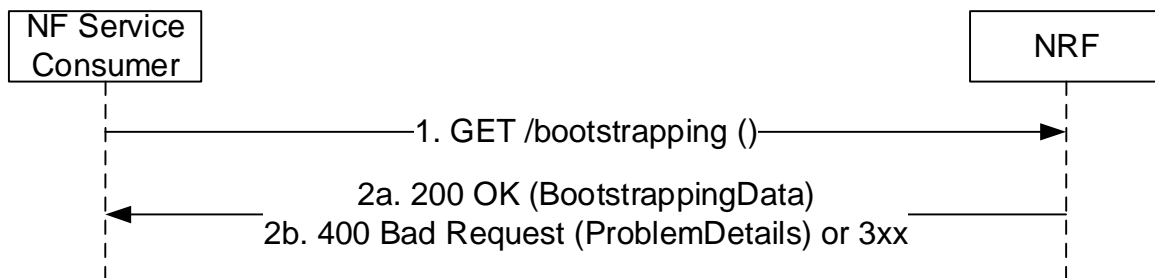 NF Service
Consumer
NRF
1. GET /bootstrapping ()
2a. 200 OK (BootstrappingData)
2b. 400 Bad Request (ProblemDetails) or 3xx